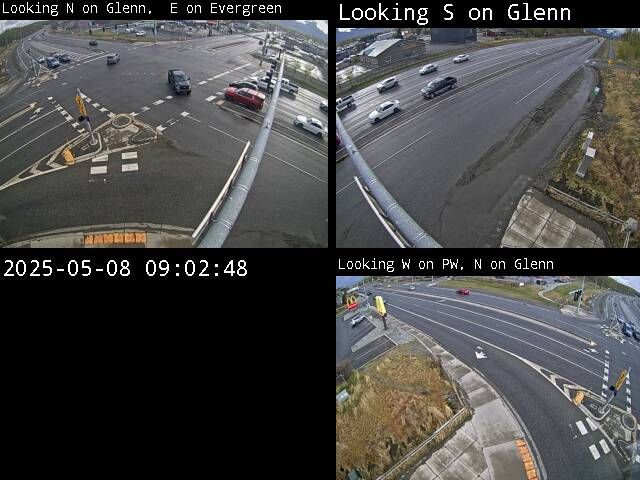 Looking N on Glenn,  E on Evergreen
Looking S on Glenn
2025-05-08 09:02:48
Looking W on PW, N on Glenn